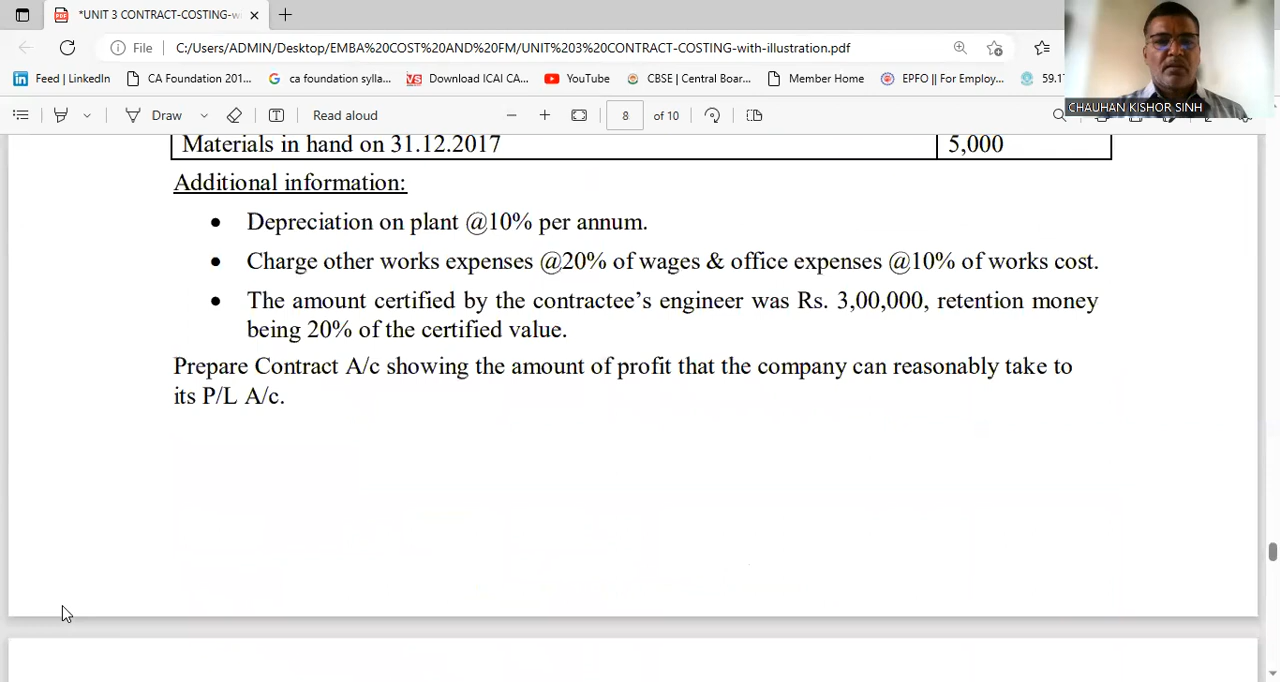 *UNIT 3 CONTRACT-COSTING-w
File C:/Users/ADMIN/Desktop/EMBA%20COST%20AND%20FM/UNIT%203%20CONTRACT-COSTING-with-illustration.pdf
Feed | LinkedIn CA Foundation 201... ca foundation sylla... Download ICAI CA... YouTube CBSE | Central Boar... Member Home EPFO || For Employ... 59.1
CHAUHAN KISHOR SINH
Draw Read aloud 8 of 10
Materials in hand on 31.12.2017 5,000
Additional information:
• Depreciation on plant @10% per annum.
• Charge other works expenses @20% of wages & office expenses @10% of works cost.
• The amount certified by the contractee's engineer was Rs. 3,00,000, retention money
being 20% of the certified value.
Prepare Contract A/c showing the amount of profit that the company can reasonably take to
its P/L A/c.